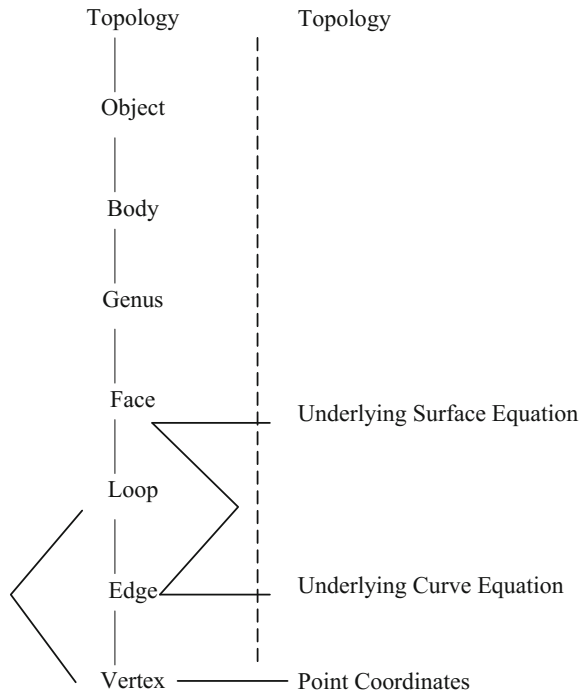 Topology
Topology
Object
Body
Genus
Face
Underlying Surface Equation
Loop
Edge
Underlying Curve Equation
Vertex
Point Coordinates